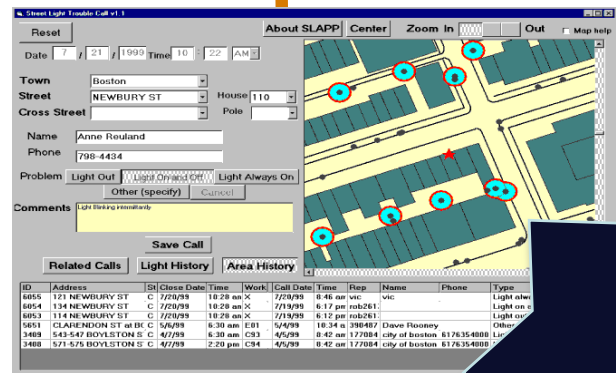 Street Light Trouble Call v1.1
Reset
About SLAPP Center Zoom In Out Map help
Date 7 / 21 / 1999 Time 10 : 22 AM
Town Boston
Street NEWBURY ST House 110
Cross Street Pole
Name Anne Reuland
Phone 798-4434
Problem Light Out Light On and Off Light Always On
Other (specify) Cancel
Comments Light Blinking intermittantly
Save Call
Related Calls Light History Area History
ID Address St Close Date Time Work Call Date Time Rep Name Phone Type
6055 121 NEWBURY ST C 7/20/99 10:28 an X 7/20/99 8:46 am vic vic Light alwa
6054 134 NEWBURY ST C 7/20/99 10:28 an X 7/19/99 6:17 pm rob261: Light on
6053 114 NEWBURY ST C 7/20/99 10:28 an X 7/19/99 6:12 pm rob261: Light
5651 CLARENDON ST at BC C 5/6/99 6:30 am E81 5/4/99 10:34 a 390487 Dave Rooney Other
3409 543-547 BOYLSTON S C 4/7/99 6:30 am C93 4/5/99 8:42 am 177084 city of boston 6176354000
3408 571-575 BOYLSTON S C 4/7/99 2:20 pm C94 4/5/99 8:42 am 177084 city of boston 6176354000